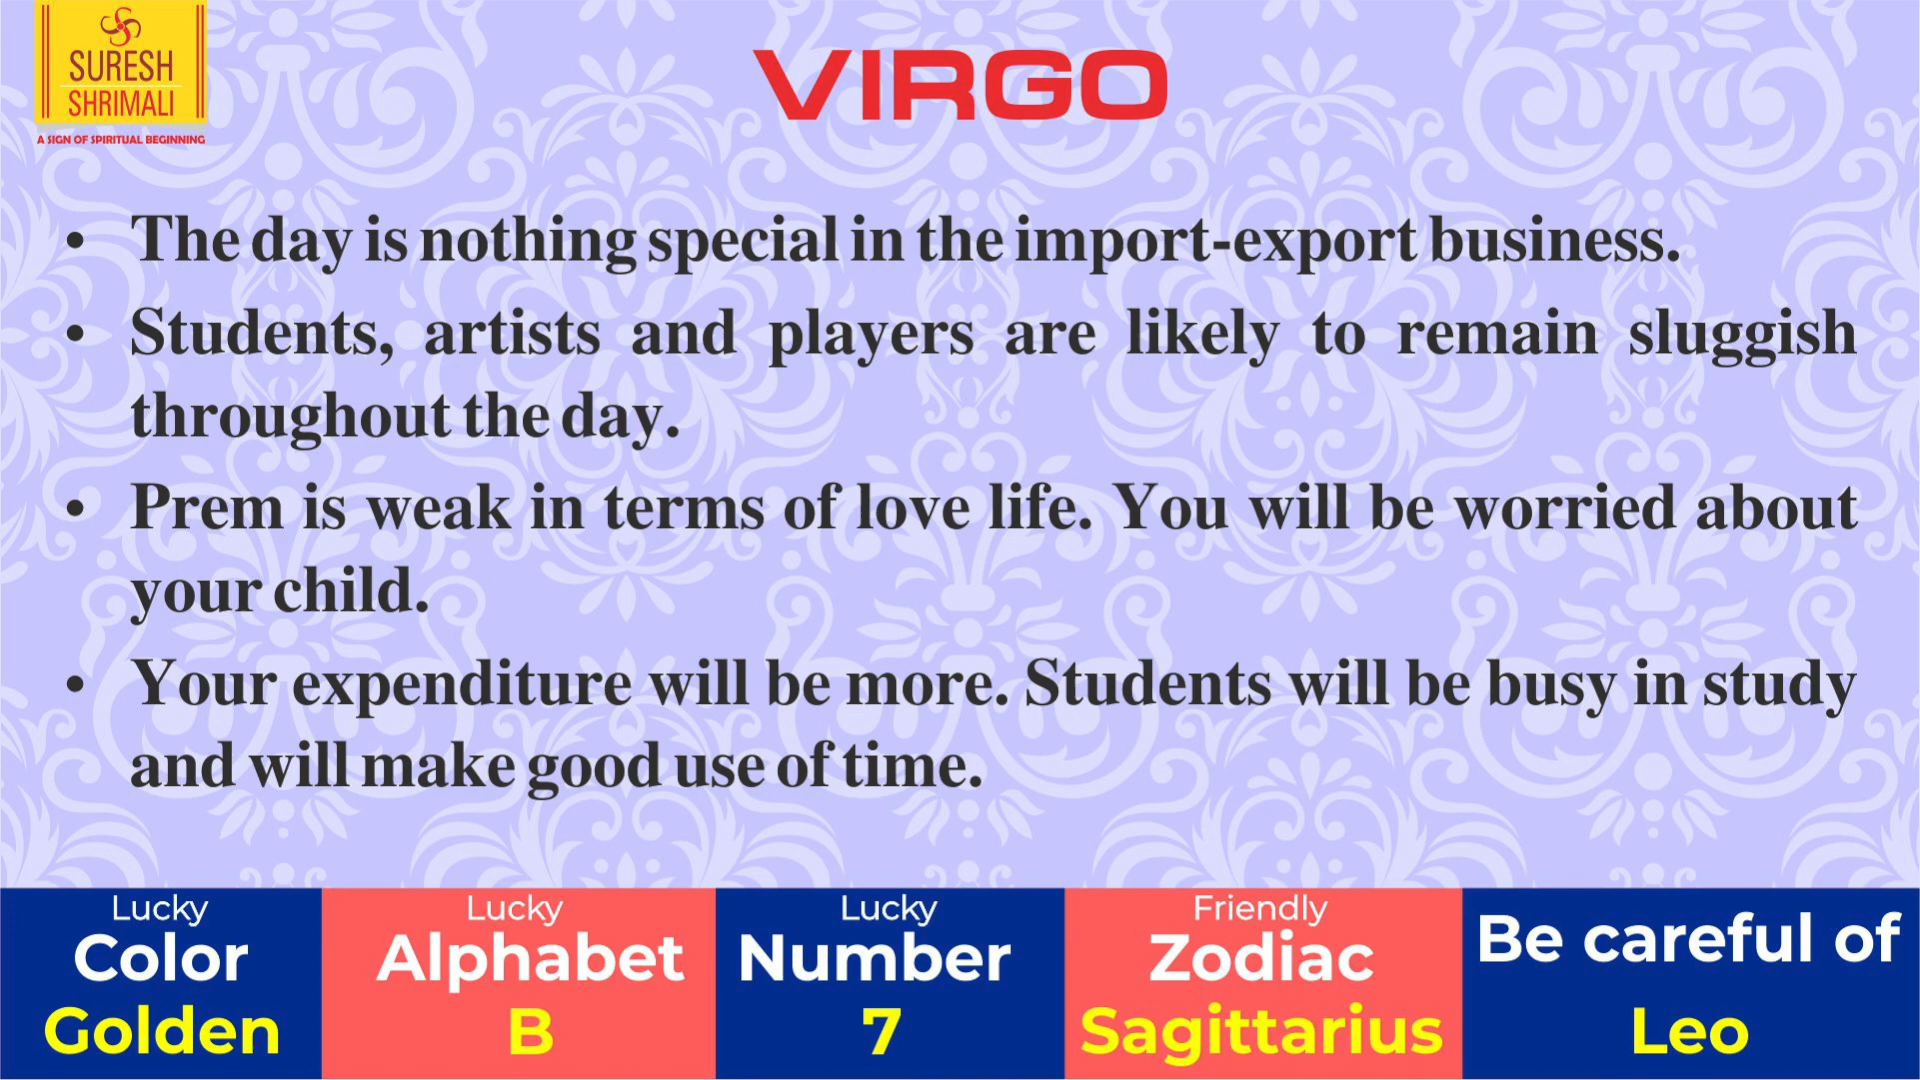 SURESH
SHRIMALI
A SIGN OF SPIRITUAL BEGINNING
VIRGO
• The day is nothing special in the import-export business.
• Students, artists and players are likely to remain sluggish
throughout the day.
• Prem is weak in terms of love life. You will be worried about
your child.
• Your expenditure will be more. Students will be busy in study
and will make good use of time.
Lucky
Color
Golden
Lucky
Alphabet
B
Lucky
Number
7
Friendly
Zodiac
Sagittarius
Be careful of
Leo